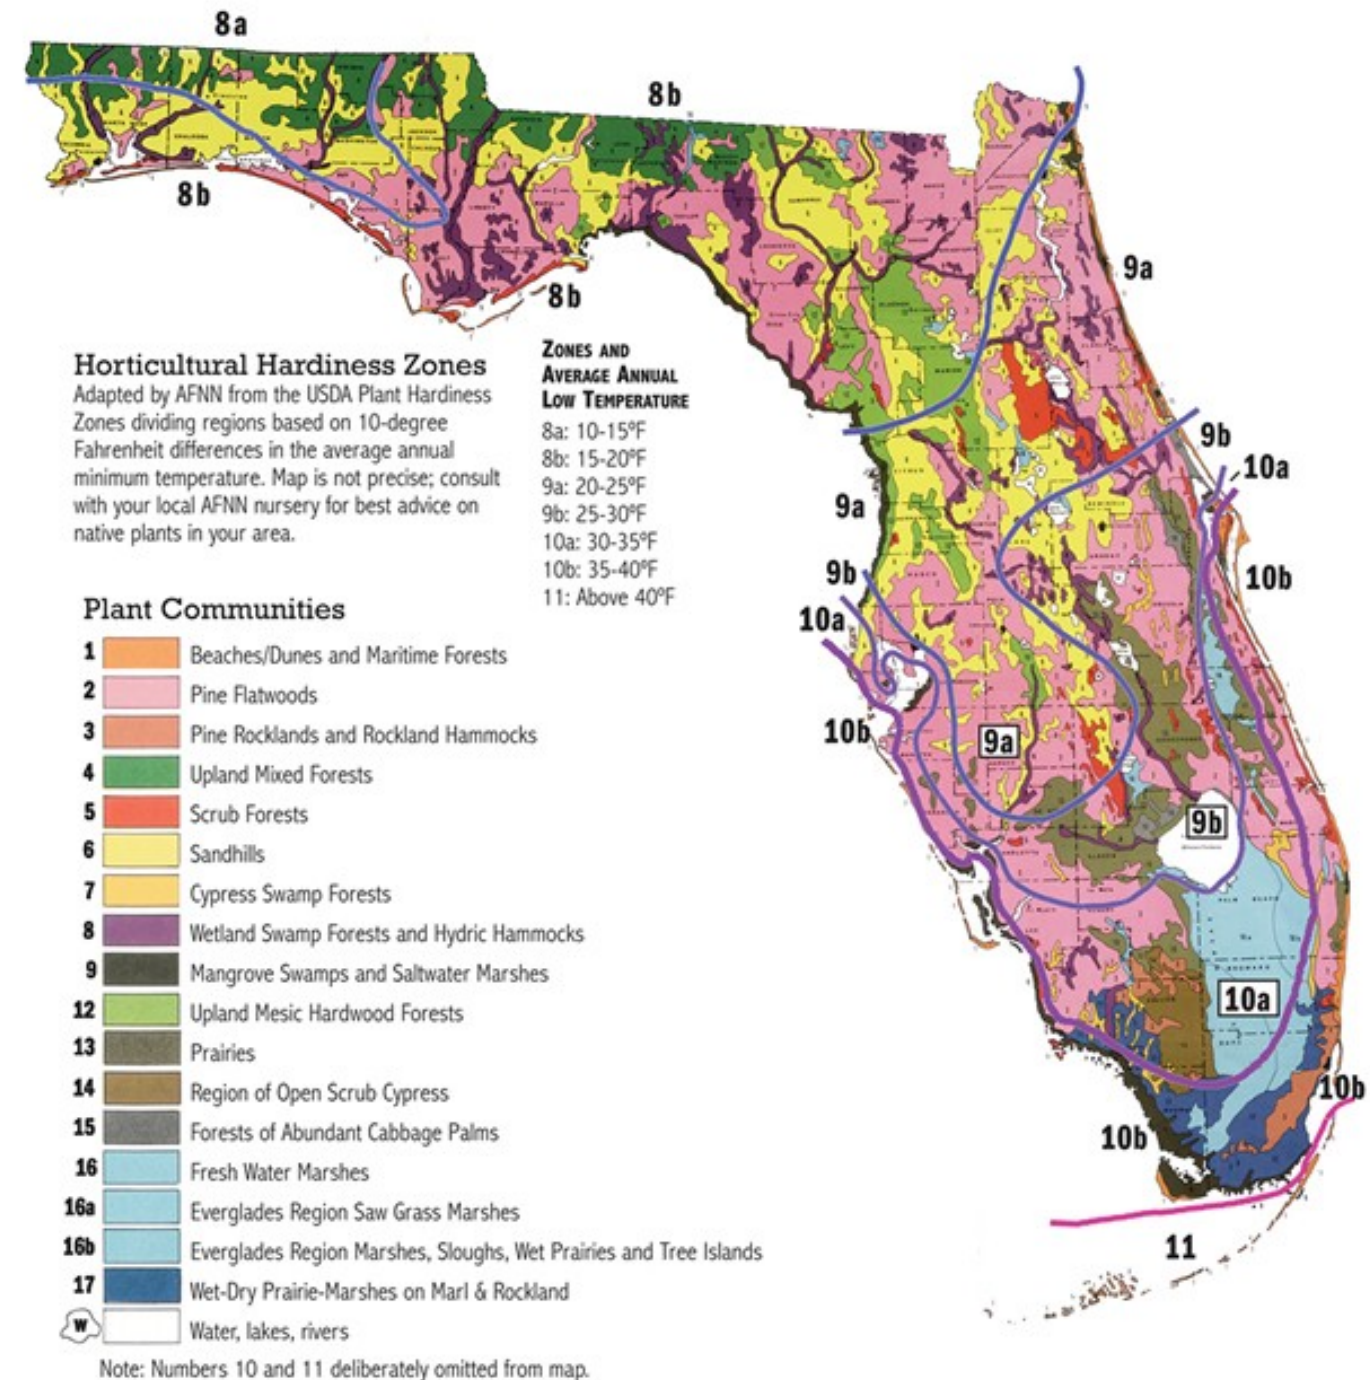 8a
8b
8b
8b
9a
Horticultural Hardiness Zones
Adapted by AFNN from the USDA Plant Hardiness
Zones dividing regions based on 10-degree
Fahrenheit differences in the average annual
minimum temperature. Map is not precise; consult
with your local AFNN nursery for best advice on
native plants in your area.
ZONES AND
AVERAGE ANNUAL
LOW TEMPERATURE
8a: 10-15°F
8b: 15-20°F
9a: 20-25°F
9b: 25-30°F
10a: 30-35°F
10b: 35-40°F
11: Above 40°F
9b
10a
9a
9b
10b
10a
10b
9a
9b
10a
10b
10b
11
Plant Communities
1 Beaches/Dunes and Maritime Forests
2 Pine Flatwoods
3 Pine Rocklands and Rockland Hammocks
4 Upland Mixed Forests
5 Scrub Forests
6 Sandhills
7 Cypress Swamp Forests
8 Wetland Swamp Forests and Hydric Hammocks
9 Mangrove Swamps and Saltwater Marshes
12 Upland Mesic Hardwood Forests
13 Prairies
14 Region of Open Scrub Cypress
15 Forests of Abundant Cabbage Palms
16 Fresh Water Marshes
16a Everglades Region Saw Grass Marshes
16b Everglades Region Marshes, Sloughs, Wet Prairies and Tree Islands
17 Wet-Dry Prairie-Marshes on Marl & Rockland
W Water, lakes, rivers
Note: Numbers 10 and 11 deliberately omitted from map.